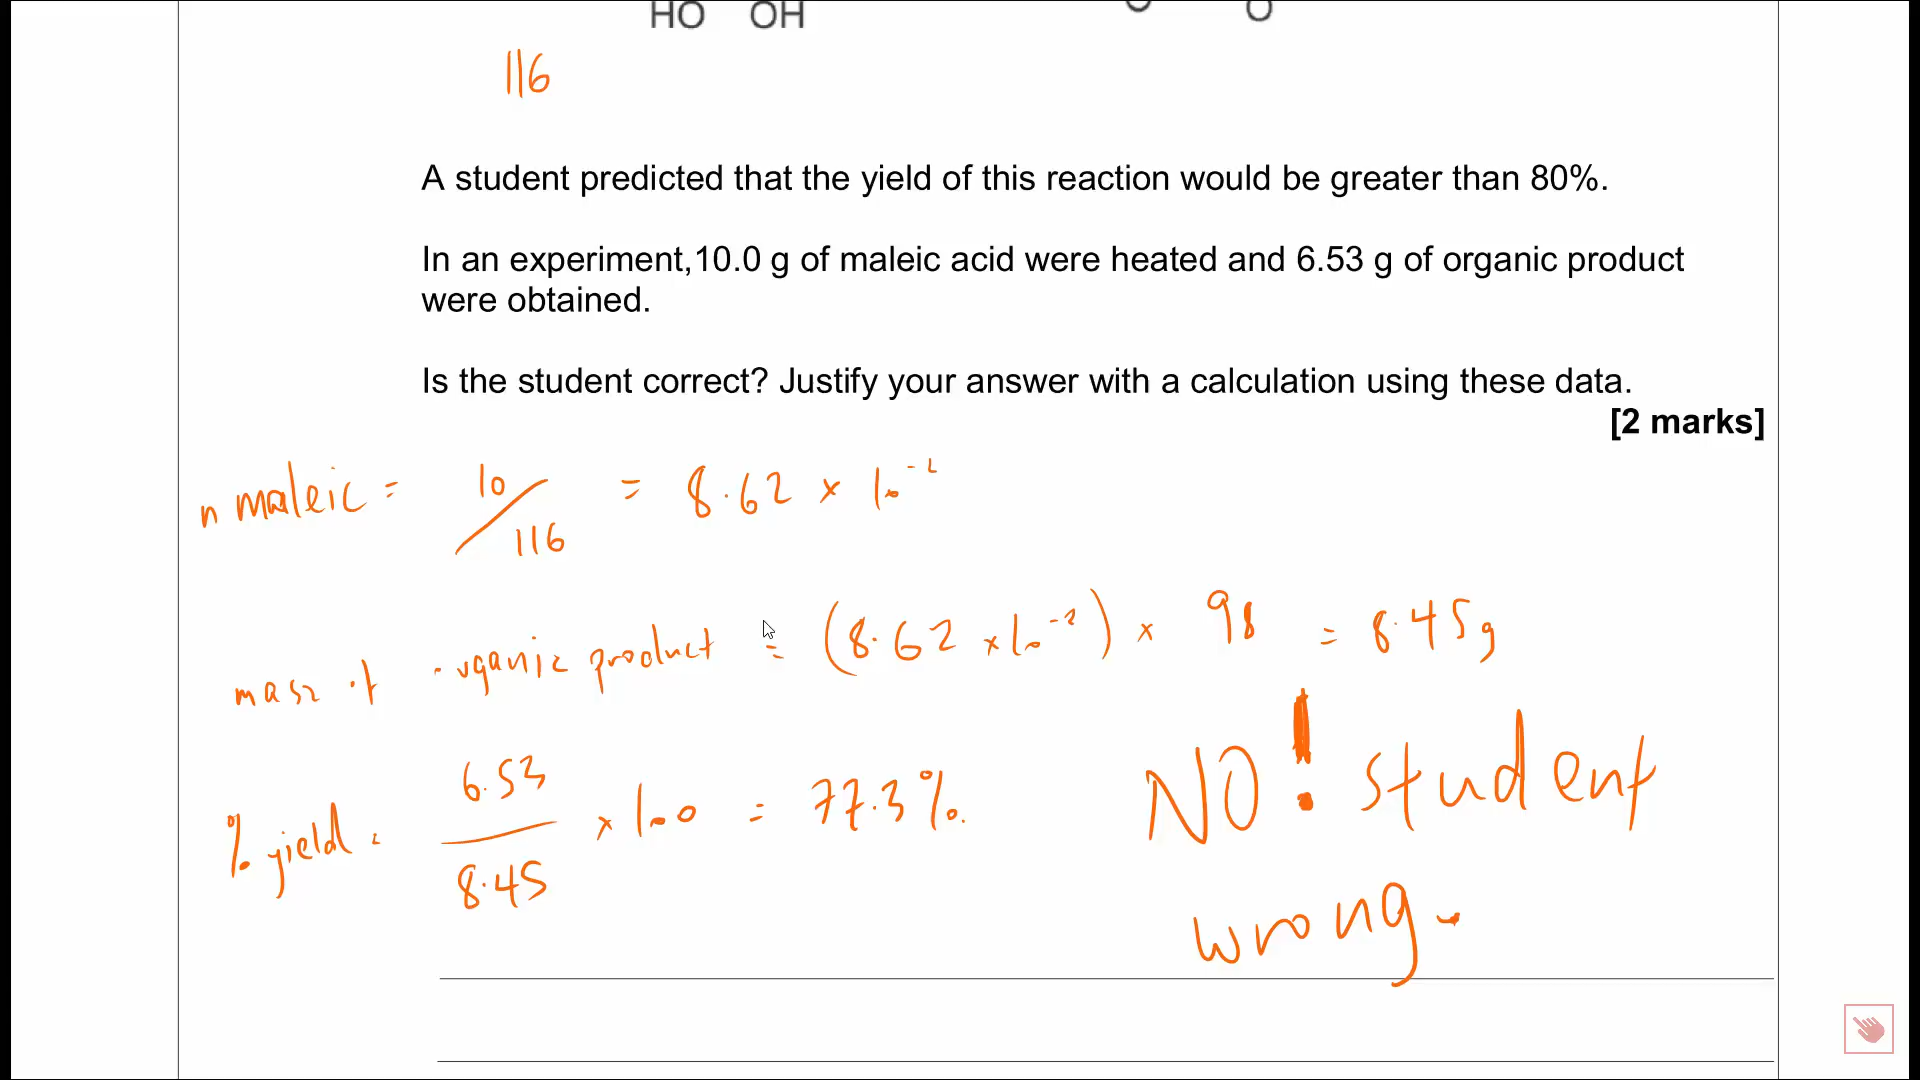 HO OH O O
116
A student predicted that the yield of this reaction would be greater than 80%.
In an experiment,10.0 g of maleic acid were heated and 6.53 g of organic product
were obtained.
Is the student correct? Justify your answer with a calculation using these data.
[2 marks]
n maleic = 10/116 = 8.62 × 10⁻²
mass of organic product = (8.62 × 10⁻²) × 98 = 8.45g
% yield = 6.53/8.45 × 100 = 77.3%.
NO! student
wrong.